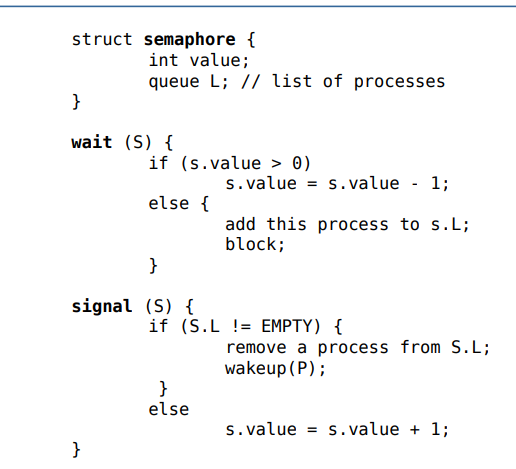 struct semaphore {
int value;
queue L; // list of processes
}
wait (S) {
if (s.value > 0)
s.value = s.value - 1;
else {
add this process to s.L;
block;
}
signal (S) {
if (S.L != EMPTY) {
remove a process from S.L;
wakeup(P);
}
else
s.value = s.value + 1;
}